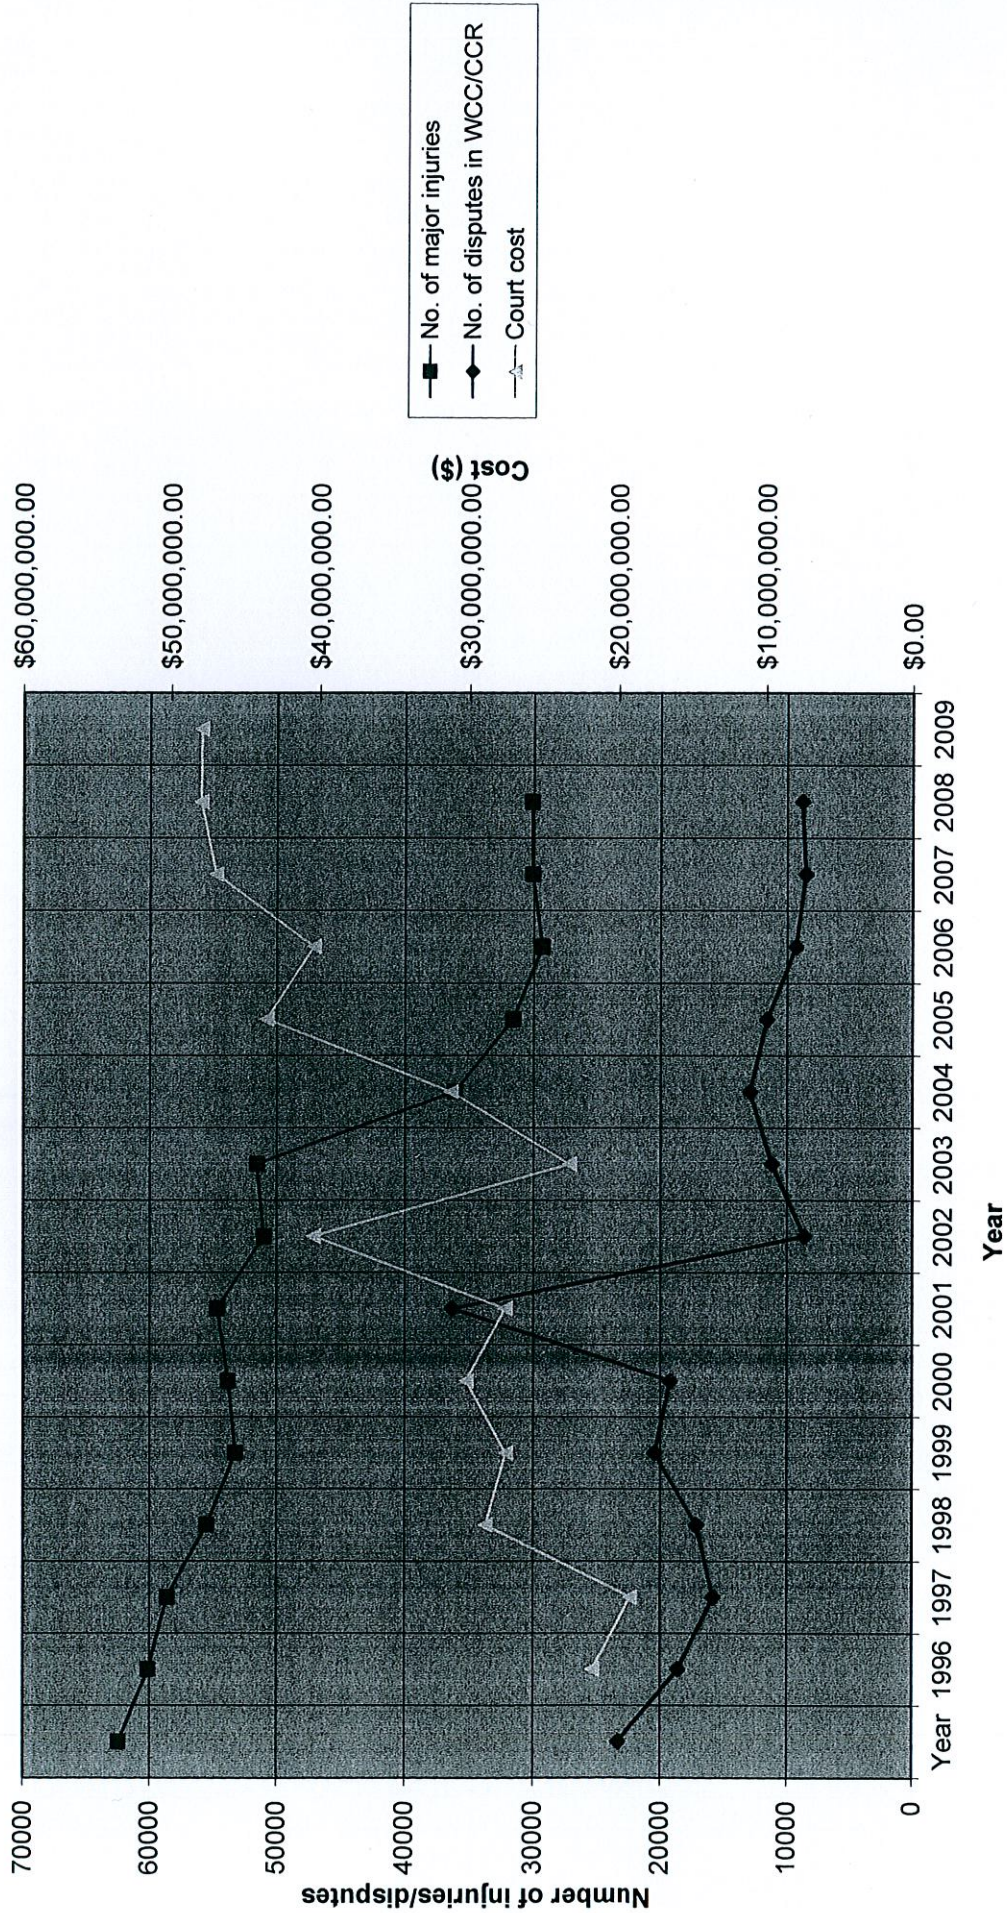 Number of injuries/disputes
70000
60000
50000
40000
30000
20000
10000
0
Year 1996 1997 1998 1999 2000 2001 2002 2003 2004 2005 2006 2007 2008 2009
Year
$60,000,000.00
$50,000,000.00
$40,000,000.00
$30,000,000.00
$20,000,000.00
$10,000,000.00
$0.00
Cost ($)
No. of major injuries
No. of disputes in WCC/CCR
Court cost